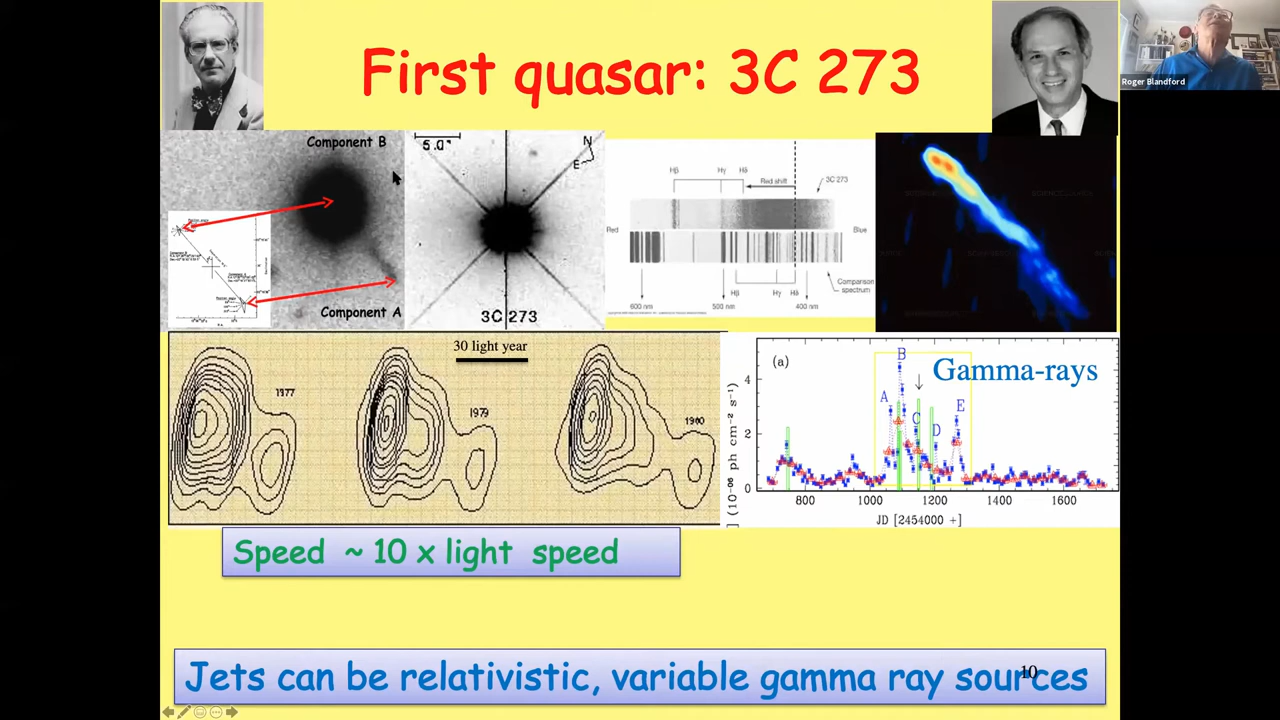 First quasar: 3C 273
Roger Blandford
Component B
Component A
5.0"
N
E
3C 273
Hβ Hγ Hδ
Red shift
3C 273
Red
Blue
Hβ Hγ Hδ
Comparison
spectrum
600 nm 500 nm 400 nm
30 light year
1977
1979
1980
(a)
Gamma-rays
A
B
C
D
E
4
2
0
] (10⁻⁰⁶ ph cm⁻² s⁻¹)
800 1000 1200 1400 1600
JD [2454000 +]
Speed ~ 10 x light speed
Jets can be relativistic, variable gamma ray sources
10